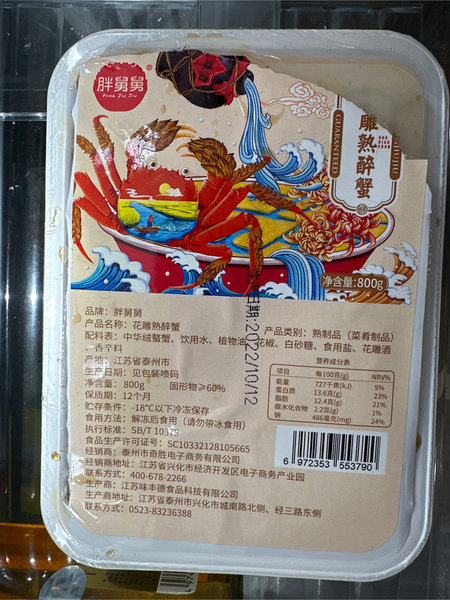 胖舅舅
PANG JIU JIU
雕熟醉蟹
HUA DIAO CRAB
GUARANTEED
净含量:800g
品牌: 胖舅舅
产品名称: 花雕熟醉蟹
产品类别: 熟制品(菜肴制品)
配料表: 中华绒螯蟹、饮用水、植物油、花椒、白砂糖、食用盐、花雕酒
、香辛料
产地: 江苏省泰州市
生产日期: 见包装喷码
净含量: 800g 固形物≥60%
保质期: 12个月
贮存条件: -18°C以下冷冻保存
食用方法: 解冻后食用(请勿带冰食用)
执行标准: SB/T 10379
食品生产许可证号: SC10332128105665
经销商: 泰州市奇胜电子商务有限公司
经销商地址: 江苏省兴化市经济开发区电子商务产业园
联系方式: 400-678-2266
生产商: 江苏味丰德食品科技有限公司
生产商地址: 江苏省泰州市兴化市城南路北侧、经三路东侧
联系方式: 0523-83236388
日期:2022/10/12
营养成分表
项目 每100克(g) NRV%
能量 727千焦(KJ) 9%
蛋白质 13.6克(g) 23%
脂肪 12.4克(g) 21%
碳水化合物 2.2克(g) 1%
钠 486毫克(mg) 24%
6 972353 553790